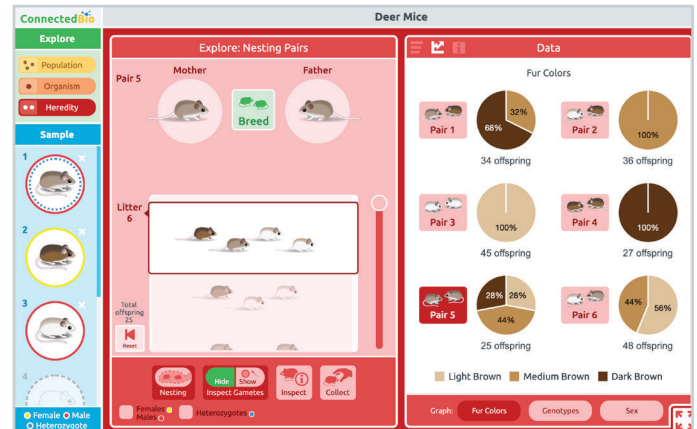 ConnectedBio
Deer Mice
Explore
Population
Organism
Heredity
Sample
1
2
3
4
Female Male
Heterozygote
Explore: Nesting Pairs
Pair 5
Mother
Father
Breed
Litter
6
Total
offspring
25
Reset
Nesting
Hide
Show
Inspect Gametes
Inspect
Collect
Females
Males
Heterozygotes
Data
Fur Colors
Pair 1
32%
68%
34 offspring
Pair 2
100%
36 offspring
Pair 3
100%
45 offspring
Pair 4
100%
27 offspring
Pair 5
28% 28%
44%
25 offspring
Pair 6
44%
56%
48 offspring
Light Brown Medium Brown Dark Brown
Graph: Fur Colors Genotypes Sex